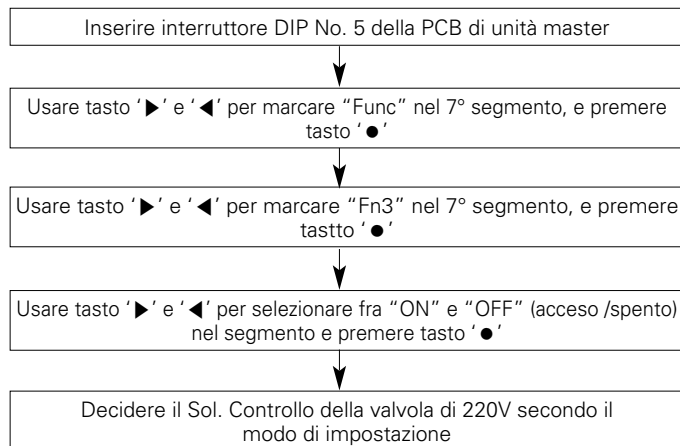 Inserire interruttore DIP No. 5 della PCB di unità master
Usare tasto ‘▶’ e ‘◀’ per marcare “Func” nel 7° segmento, e premere
tasto ‘●’
Usare tasto ‘▶’ e ‘◀’ per marcare “Fn3” nel 7° segmento, e premere
tastto ‘●’
Usare tasto ‘▶’ e ‘◀’ per selezionare fra “ON” e “OFF” (acceso /spento)
nel segmento e premere tasto ‘●’
Decidere il Sol. Controllo della valvola di 220V secondo il
modo di impostazione